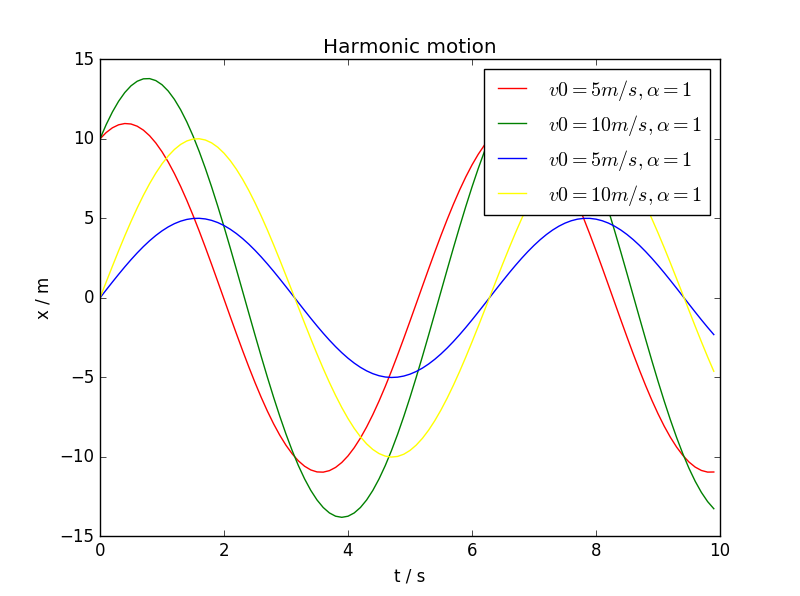 Harmonic motion
15
10
5
0
−5
−10
−15
x / m
v0 = 5m/s, α = 1
v0 = 10m/s, α = 1
v0 = 5m/s, α = 1
v0 = 10m/s, α = 1
0 2 4 6 8 10
t / s